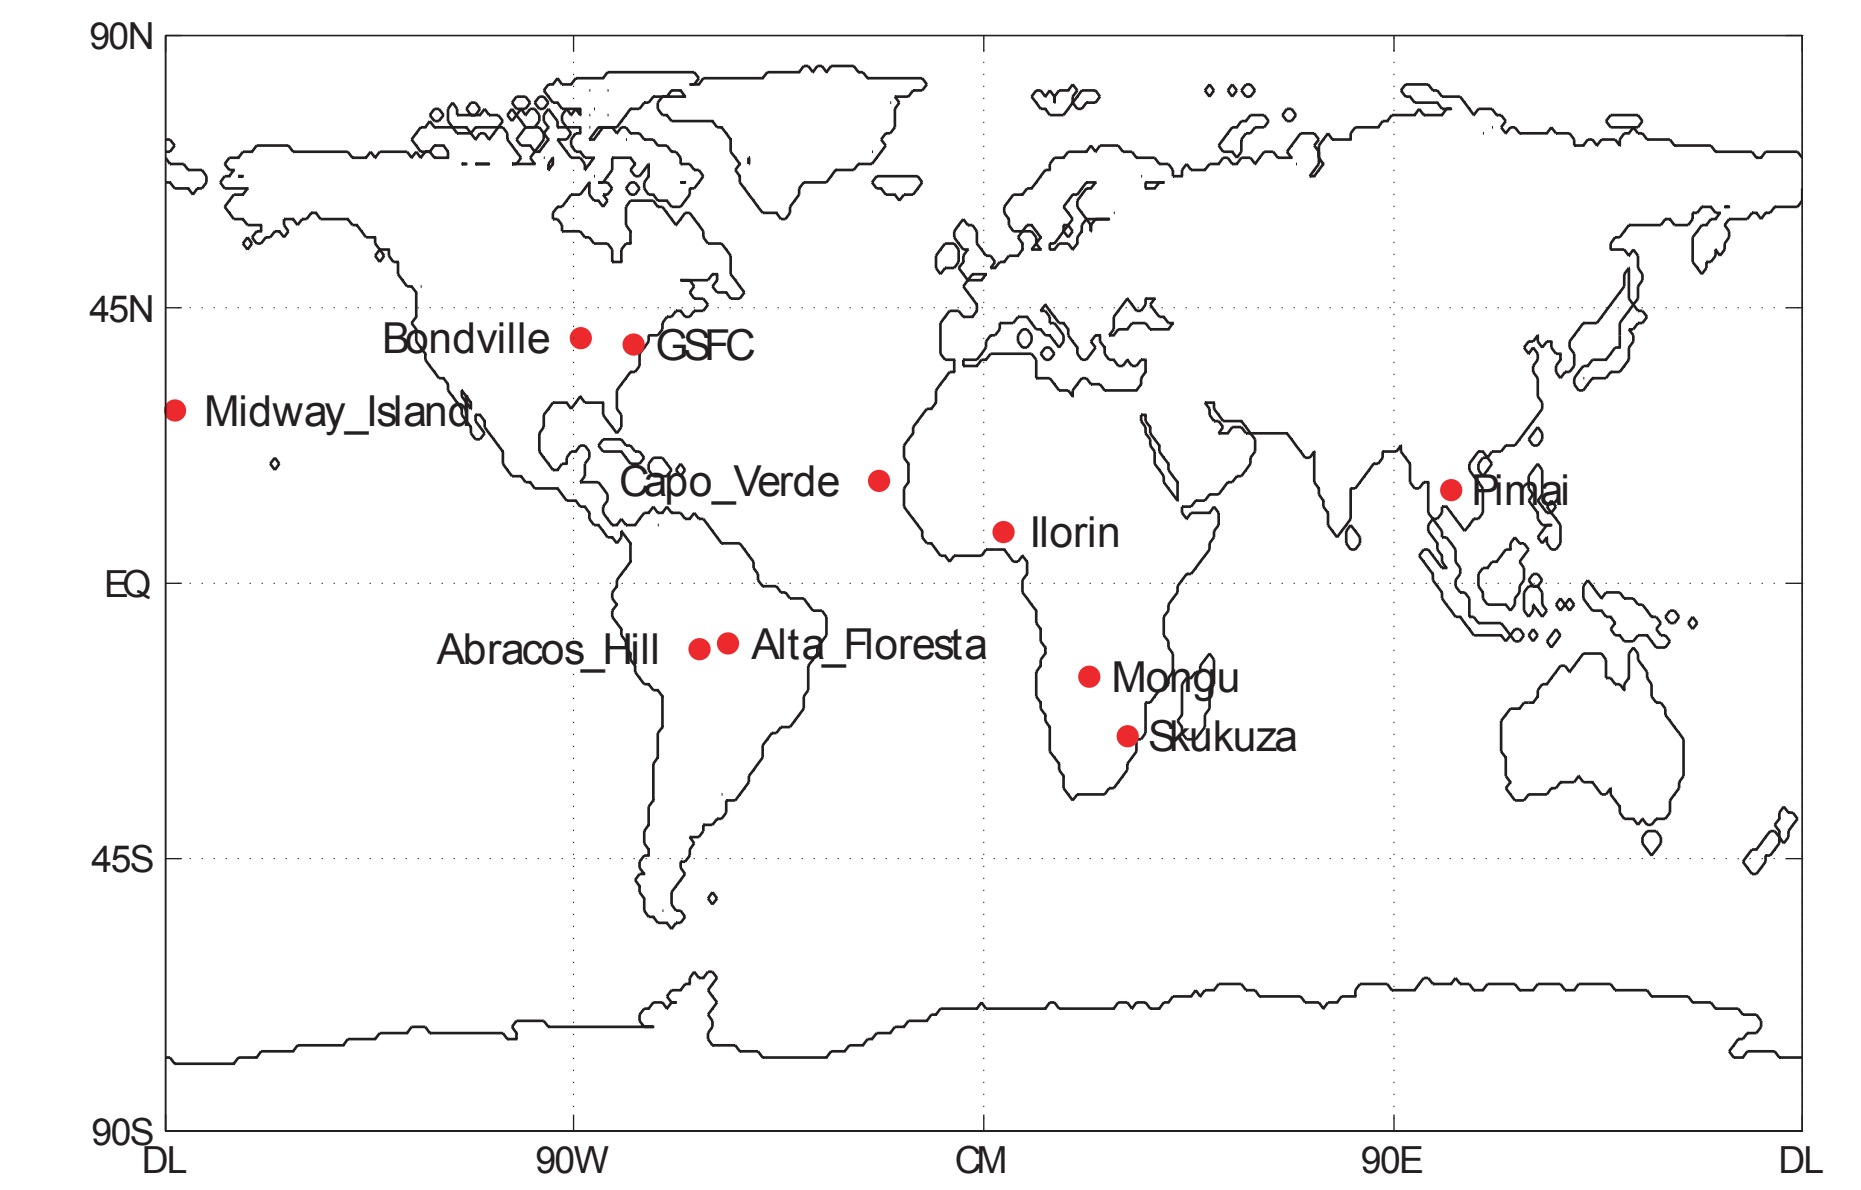 90N
45N
Bondville
GSFC
Midway_Island
Capo_Verde
Pimai
Ilorin
EQ
Abracos_Hill
Alta_Floresta
Mongu
Skukuza
45S
90S
DL
90W
CM
90E
DL